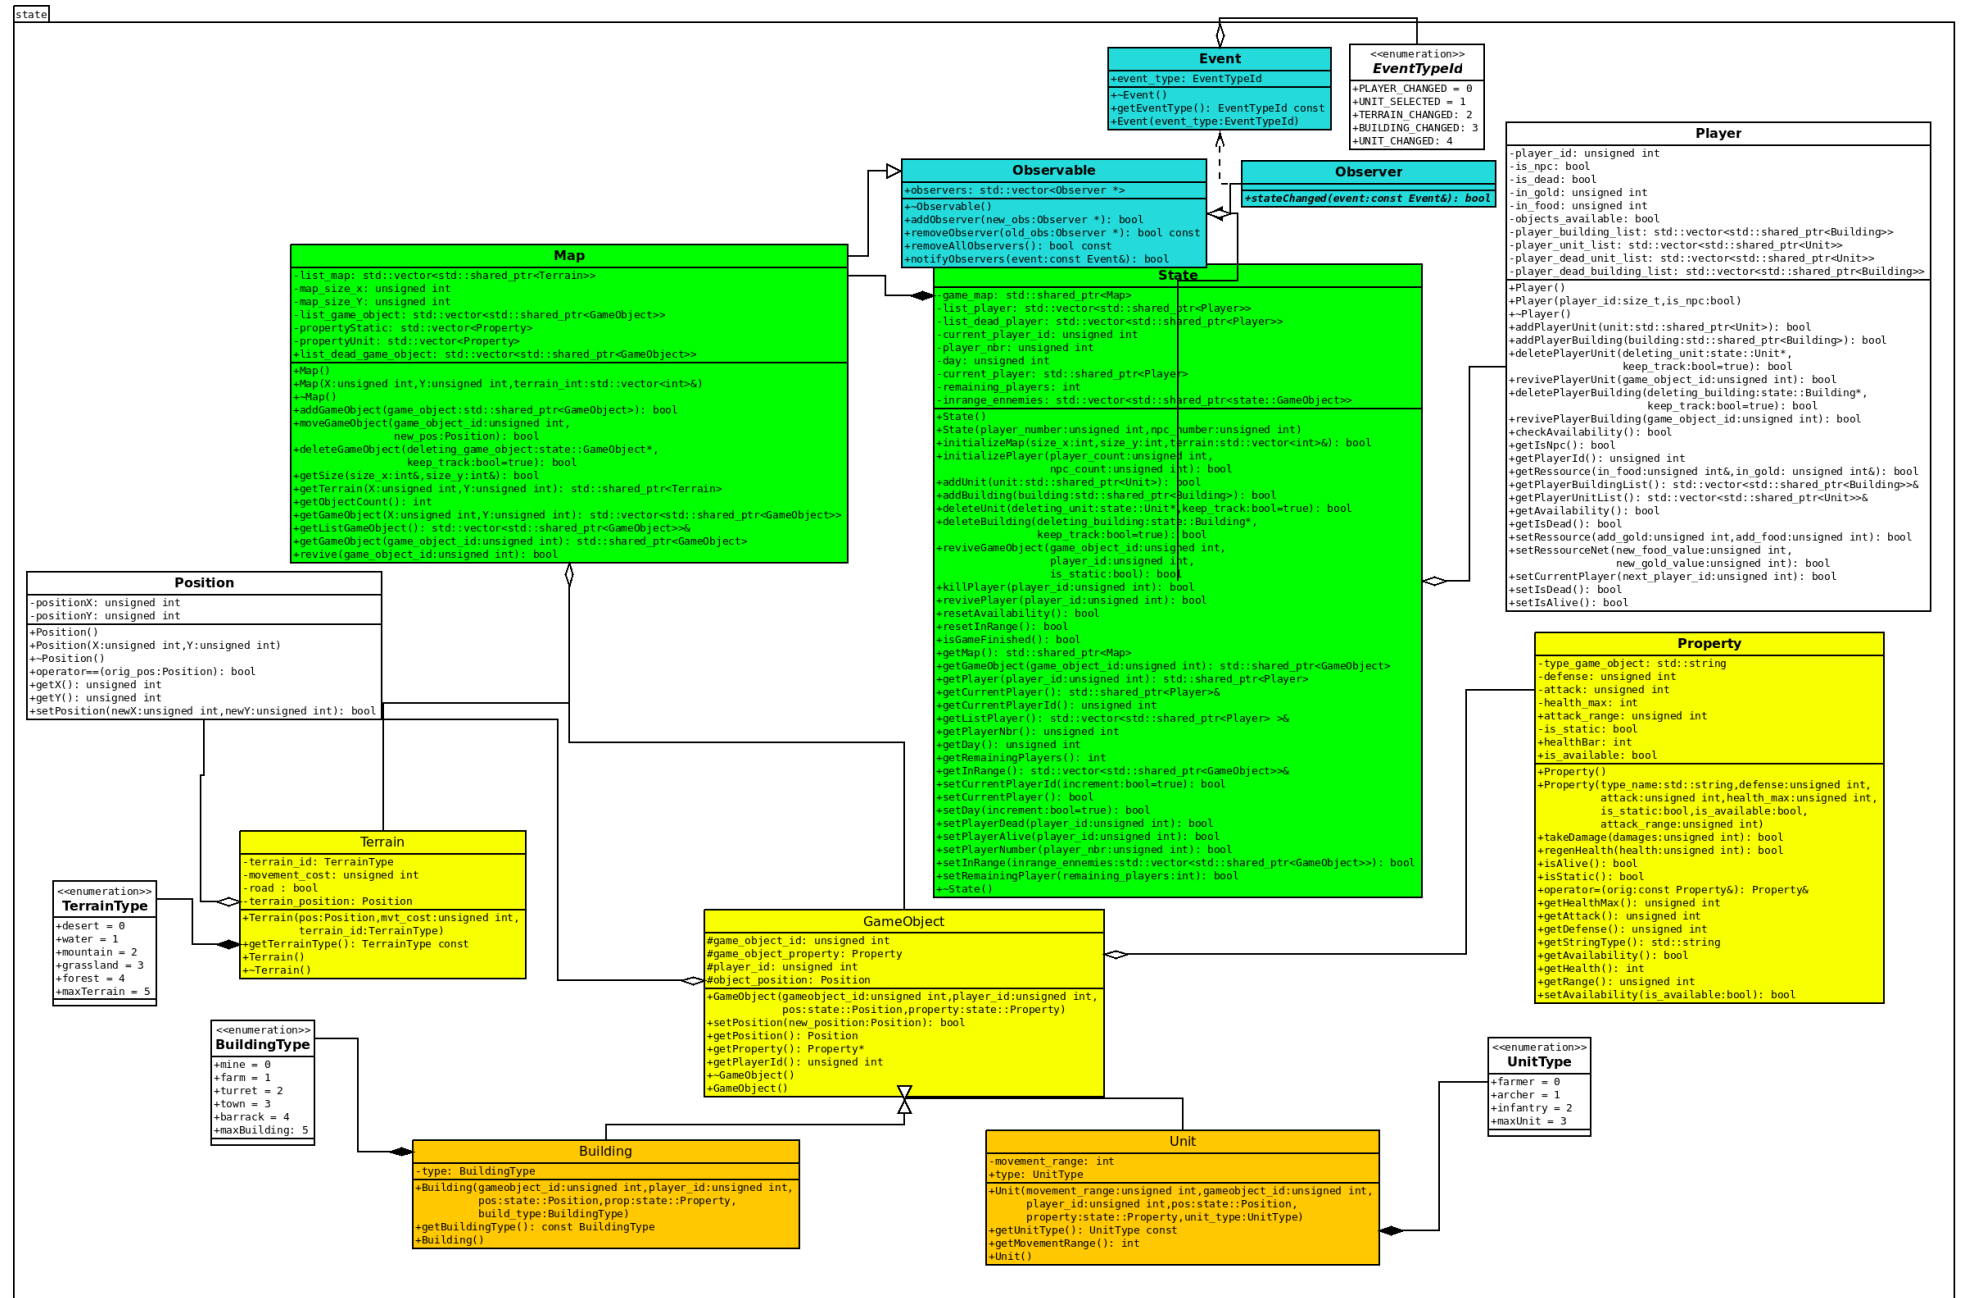 state
Event
+event_type: EventTypeId
+~Event()
+getEventType(): EventTypeId const
+Event(event_type:EventTypeId)
<<enumeration>>
EventTypeId
+PLAYER_CHANGED = 0
+UNIT_SELECTED = 1
+TERRAIN_CHANGED: 2
+BUILDING_CHANGED: 3
+UNIT_CHANGED: 4
Observable
+observers: std::vector<Observer *>
+~Observable()
+addObserver(new_obs:Observer *): bool
+removeObserver(old_obs:Observer *): bool const
+removeAllObservers(): bool const
+notifyObservers(event:const Event&): bool
Observer
+stateChanged(event:const Event&): bool
Player
-player_id: unsigned int
-is_npc: bool
-is_dead: bool
-in_gold: unsigned int
-in_food: unsigned int
-objects_available: bool
-player_building_list: std::vector<std::shared_ptr<Building>>
-player_unit_list: std::vector<std::shared_ptr<Unit>>
-player_dead_unit_list: std::vector<std::shared_ptr<Unit>>
-player_dead_building_list: std::vector<std::shared_ptr<Building>>
+Player()
+Player(player_id:size_t,is_npc:bool)
+~Player()
+addPlayerUnit(unit:std::shared_ptr<Unit>): bool
+addPlayerBuilding(building:std::shared_ptr<Building>): bool
+deletePlayerUnit(deleting_unit:state::Unit*,
keep_track:bool=true): bool
+revivePlayerUnit(game_object_id:unsigned int): bool
+deletePlayerBuilding(deleting_building:state::Building*,
keep_track:bool=true): bool
+revivePlayerBuilding(game_object_id:unsigned int): bool
+checkAvailability(): bool
+getIsNpc(): bool
+getPlayerId(): unsigned int
+getRessource(in_food:unsigned int&,in_gold: unsigned int&): bool
+getPlayerBuildingList(): std::vector<std::shared_ptr<Building>>&
+getPlayerUnitList(): std::vector<std::shared_ptr<Unit>>&
+getAvailability(): bool
+getIsDead(): bool
+setRessource(add_gold:unsigned int,add_food:unsigned int): bool
+setRessourceNet(new_food_value:unsigned int,
new_gold_value:unsigned int): bool
+setCurrentPlayer(next_player_id:unsigned int): bool
+setIsDead(): bool
+setIsAlive(): bool
Map
-list_map: std::vector<std::shared_ptr<Terrain>>
-map_size_x: unsigned int
-map_size_Y: unsigned int
-list_game_object: std::vector<std::shared_ptr<GameObject>>
-propertyStatic: std::vector<Property>
-propertyUnit: std::vector<Property>
+list_dead_game_object: std::vector<std::shared_ptr<GameObject>>
+Map()
+Map(X:unsigned int,Y:unsigned int,terrain_int:std::vector<int>&)
+~Map()
+addGameObject(game_object:std::shared_ptr<GameObject>): bool
+moveGameObject(game_object_id:unsigned int,
new_pos:Position): bool
+deleteGameObject(deleting_game_object:state::GameObject*,
keep_track:bool=true): bool
+getSize(size_x:int&,size_y:int&): bool
+getTerrain(X:unsigned int,Y:unsigned int): std::shared_ptr<Terrain>
+getObjectCount(): int
+getGameObject(X:unsigned int,Y:unsigned int): std::vector<std::shared_ptr<GameObject>>
+getListGameObject(): std::vector<std::shared_ptr<GameObject>>&
+getGameObject(game_object_id:unsigned int): std::shared_ptr<GameObject>
+revive(game_object_id:unsigned int): bool
State
-game_map: std::shared_ptr<Map>
-list_player: std::vector<std::shared_ptr<Player>>
-list_dead_player: std::vector<std::shared_ptr<Player>>
-current_player_id: unsigned int
-player_nbr: unsigned int
-day: unsigned int
-current_player: std::shared_ptr<Player>
-remaining_players: int
-inrange_ennemies: std::vector<std::shared_ptr<state::GameObject>>
+State()
+State(player_number:unsigned int,npc_number:unsigned int)
+initializeMap(size_x:int,size_y:int,terrain:std::vector<int>&): bool
+initializePlayer(player_count:unsigned int,
npc_count:unsigned int): bool
+addUnit(unit:std::shared_ptr<Unit>): bool
+addBuilding(building:std::shared_ptr<Building>): bool
+deleteUnit(deleting_unit:state::Unit*,keep_track:bool=true): bool
+deleteBuilding(deleting_building:state::Building*,
keep_track:bool=true): bool
+reviveGameObject(game_object_id:unsigned int,
player_id:unsigned int,
is_static:bool): bool
+killPlayer(player_id:unsigned int): bool
+revivePlayer(player_id:unsigned int): bool
+resetAvailability(): bool
+resetInRange(): bool
+isGameFinished(): bool
+getMap(): std::shared_ptr<Map>
+getGameObject(game_object_id:unsigned int): std::shared_ptr<GameObject>
+getPlayer(player_id:unsigned int): std::shared_ptr<Player>
+getCurrentPlayer(): std::shared_ptr<Player>&
+getCurrentPlayerId(): unsigned int
+getListPlayer(): std::vector<std::shared_ptr<Player> >&
+getPlayerNbr(): unsigned int
+getDay(): unsigned int
+getRemainingPlayers(): int
+getInRange(): std::vector<std::shared_ptr<GameObject>>&
+setCurrentPlayerId(increment:bool=true): bool
+setCurrentPlayer(): bool
+setDay(increment:bool=true): bool
+setPlayerDead(player_id:unsigned int): bool
+setPlayerAlive(player_id:unsigned int): bool
+setPlayerNumber(player_nbr:unsigned int): bool
+setInRange(inrange_ennemies:std::vector<std::shared_ptr<GameObject>>): bool
+setRemainingPlayer(remaining_players:int): bool
+~State()
Position
-positionX: unsigned int
-positionY: unsigned int
+Position()
+Position(X:unsigned int,Y:unsigned int)
+~Position()
+operator==(orig_pos:Position): bool
+getX(): unsigned int
+getY(): unsigned int
+setPosition(newX:unsigned int,newY:unsigned int): bool
Property
-type_game_object: std::string
-defense: unsigned int
-attack: unsigned int
-health_max: int
+attack_range: unsigned int
-is_static: bool
+healthBar: int
+is_available: bool
+Property()
+Property(type_name:std::string,defense:unsigned int,
attack:unsigned int,health_max:unsigned int,
is_static:bool,is_available:bool,
attack_range:unsigned int)
+takeDamage(damages:unsigned int): bool
+regenHealth(health:unsigned int): bool
+isAlive(): bool
+isStatic(): bool
+operator=(orig:const Property&): Property&
+getHealthMax(): unsigned int
+getAttack(): unsigned int
+getDefense(): unsigned int
+getStringType(): std::string
+getAvailability(): bool
+getHealth(): int
+getRange(): unsigned int
+setAvailability(is_available:bool): bool
Terrain
-terrain_id: TerrainType
-movement_cost: unsigned int
-road : bool
-terrain_position: Position
+Terrain(pos:Position,mvt_cost:unsigned int,
terrain_id:TerrainType)
+getTerrainType(): TerrainType const
+Terrain()
+~Terrain()
<<enumeration>>
TerrainType
+desert = 0
+water = 1
+mountain = 2
+grassland = 3
+forest = 4
+maxTerrain = 5
GameObject
#game_object_id: unsigned int
#game_object_property: Property
#player_id: unsigned int
#object_position: Position
+GameObject(gameobject_id:unsigned int,player_id:unsigned int,
pos:state::Position,property:state::Property)
+setPosition(new_position:Position): bool
+getPosition(): Position
+getProperty(): Property*
+getPlayerId(): unsigned int
+~GameObject()
+GameObject()
<<enumeration>>
BuildingType
+mine = 0
+farm = 1
+turret = 2
+town = 3
+barrack = 4
+maxBuilding: 5
<<enumeration>>
UnitType
+farmer = 0
+archer = 1
+infantry = 2
+maxUnit = 3
Building
-type: BuildingType
+Building(gameobject_id:unsigned int,player_id:unsigned int,
pos:state::Position,prop:state::Property,
build_type:BuildingType)
+getBuildingType(): const BuildingType
+Building()
Unit
-movement_range: int
+type: UnitType
+Unit(movement_range:unsigned int,gameobject_id:unsigned int,
player_id:unsigned int,pos:state::Position,
property:state::Property,unit_type:UnitType)
+getUnitType(): UnitType const
+getMovementRange(): int
+Unit()